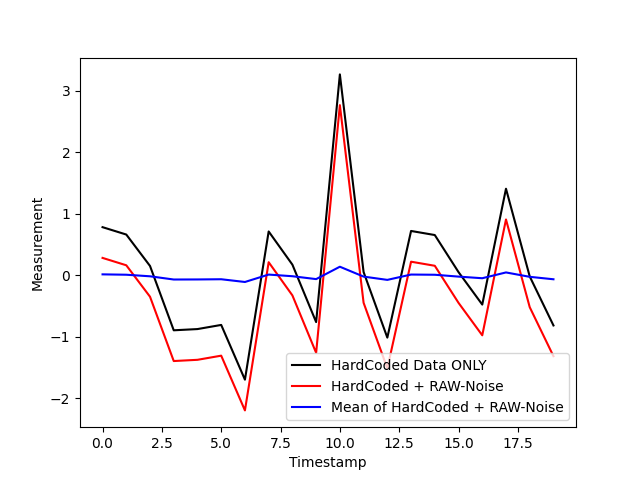 3
2
1
0
−1
−2
Measurement
HardCoded Data ONLY
HardCoded + RAW-Noise
Mean of HardCoded + RAW-Noise
0.0 2.5 5.0 7.5 10.0 12.5 15.0 17.5
Timestamp